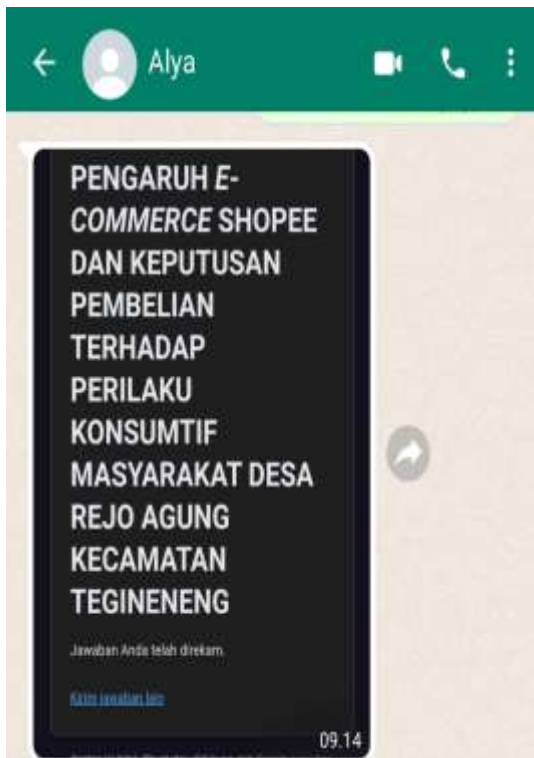 Alya
PENGARUH E-
COMMERCE SHOPEE
DAN KEPUTUSAN
PEMBELIAN
TERHADAP
PERILAKU
KONSUMTIF
MASYARAKAT DESA
REJO AGUNG
KECAMATAN
TEGINENENG
Jawaban Anda telah direkam.
Kirim jawaban lain
09.14